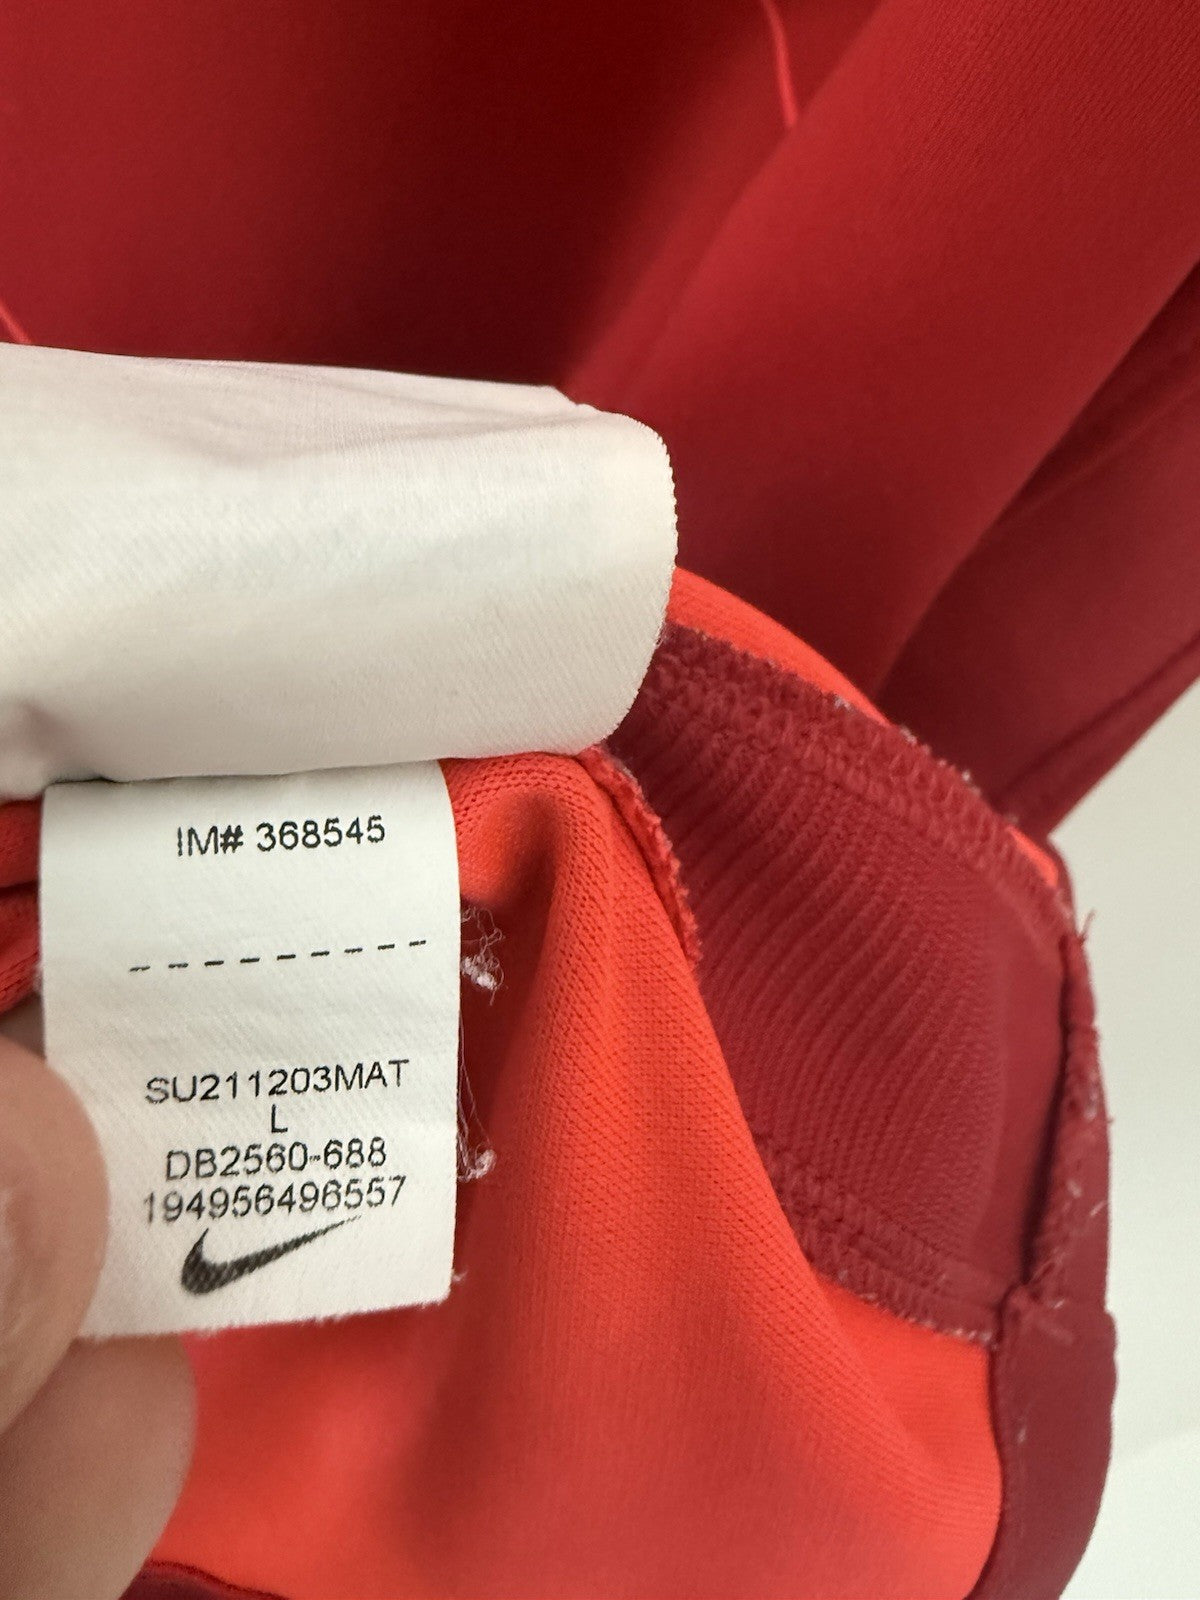 IM# 368545
---------
SU211203MAT
L
DB2560-688
194956496557